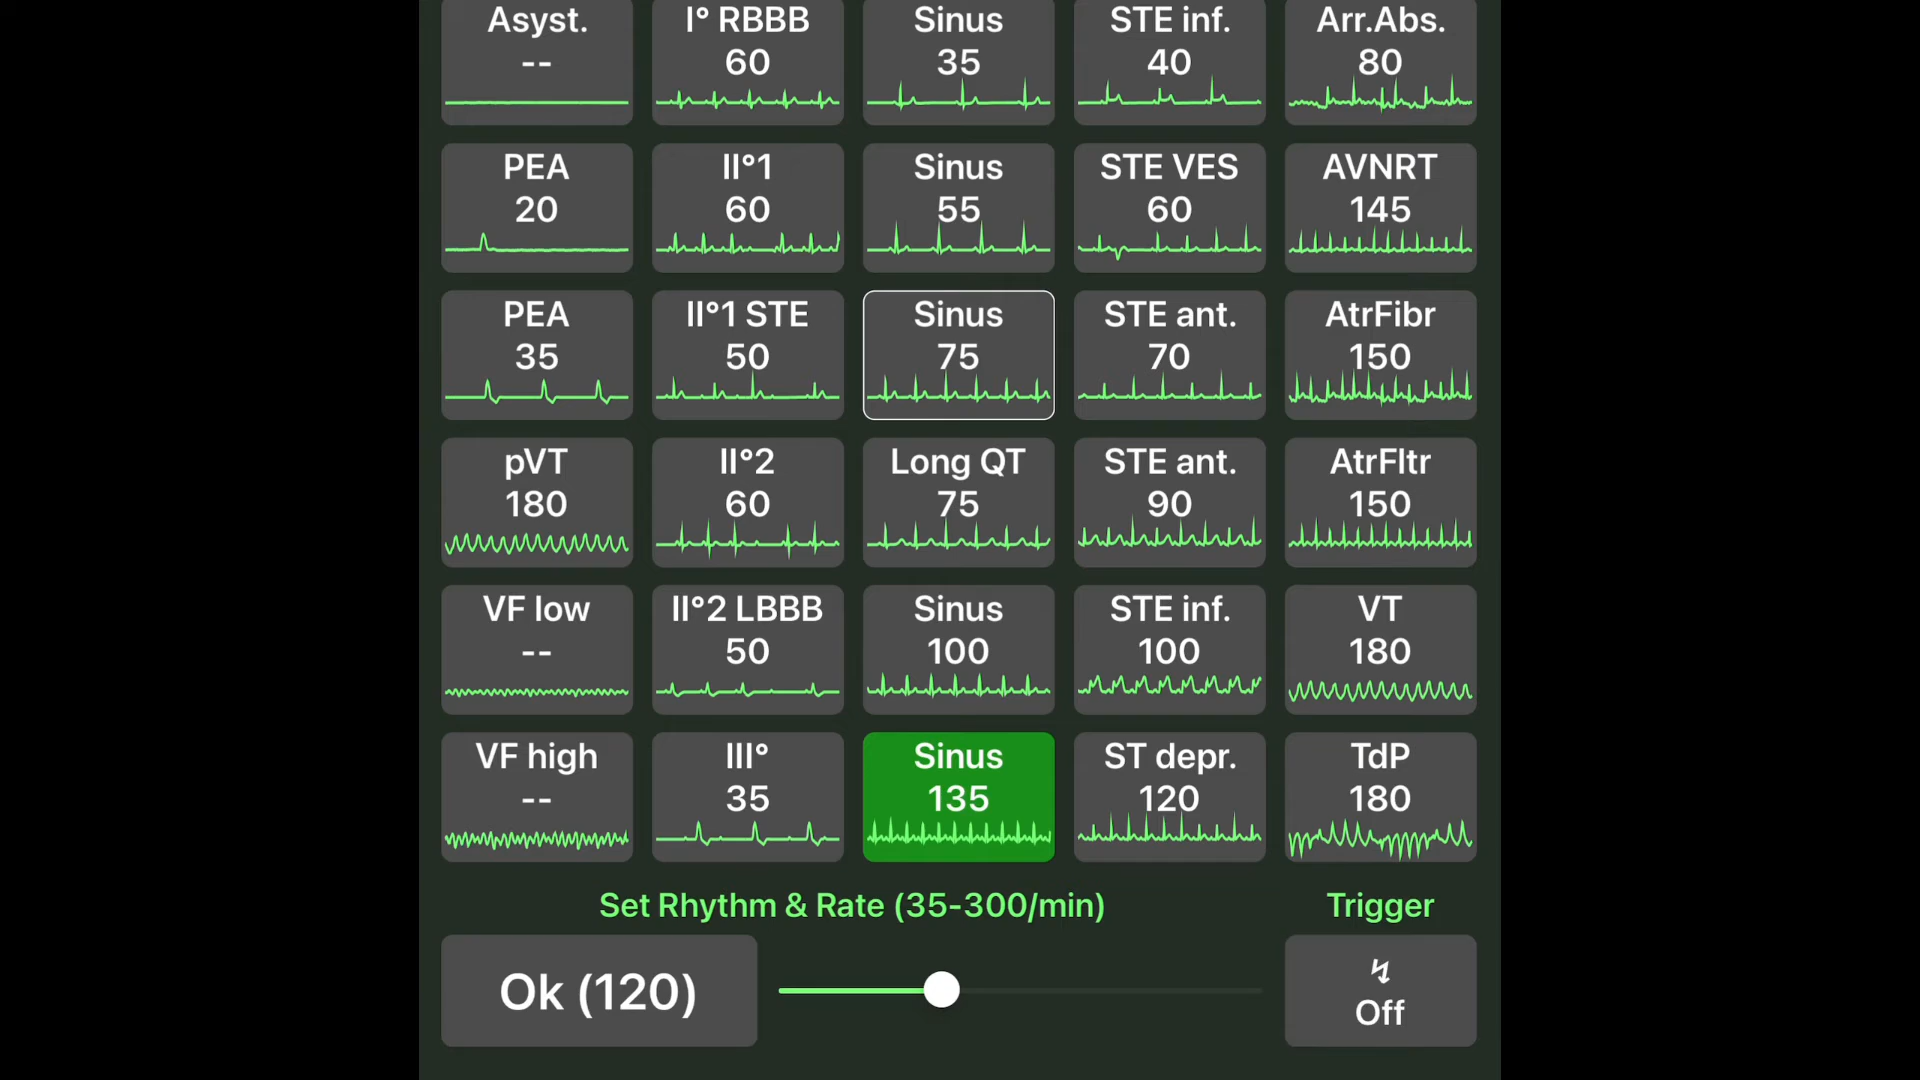 Asyst.
--
I° RBBB
60
Sinus
35
STE inf.
40
Arr.Abs.
80
PEA
20
II°1
60
Sinus
55
STE VES
60
AVNRT
145
PEA
35
II°1 STE
50
Sinus
75
STE ant.
70
AtrFibr
150
pVT
180
II°2
60
Long QT
75
STE ant.
90
AtrFltr
150
VF low
--
II°2 LBBB
50
Sinus
100
STE inf.
100
VT
180
VF high
--
III°
35
Sinus
135
ST depr.
120
TdP
180
Set Rhythm & Rate (35-300/min)
Trigger
Ok (120)
↯
Off